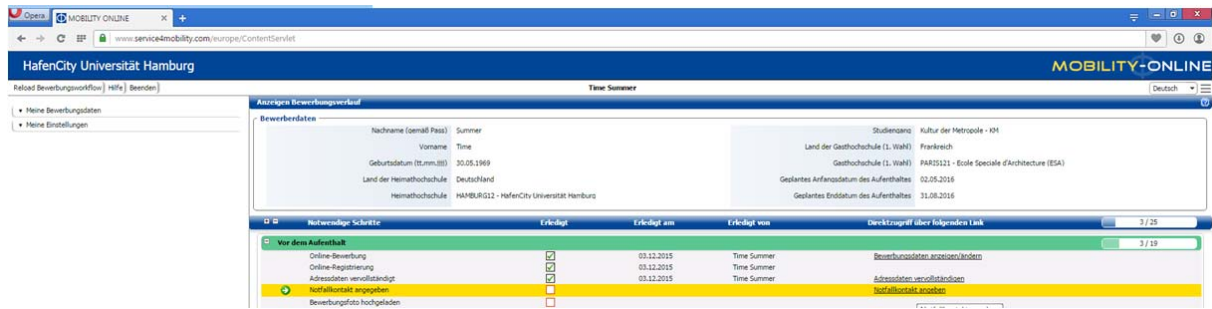 Opera MOBILITY ONLINE
www.service4mobility.com/europe/ContentServlet
HafenCity Universität Hamburg MOBILITY-ONLINE
Reload Bewerbungsworkflow Hilfe Beenden Time Summer Deutsch
Meine Bewerbungsdaten
Meine Einstellungen
Anzeigen Bewerbungsverlauf
Bewerberdaten
Nachname (gemäß Pass) Summer Studiengang Kultur der Metropole - KM
Vorname Time Land der Gasthochschule (1. Wahl) Frankreich
Geburtsdatum (tt.mm.jjjj) 30.05.1969 Gasthochschule (1. Wahl) PARIS121 - Ecole Speciale d'Architecture (ESA)
Land der Heimathochschule Deutschland Geplantes Anfangsdatum des Aufenthaltes 02.05.2016
Heimathochschule HAMBURG12 - HafenCity Universität Hamburg Geplantes Enddatum des Aufenthaltes 31.08.2016
Notwendige Schritte Erledigt Erledigt am Erledigt von Direktzugriff über folgenden Link 3 / 25
Vor dem Aufenthalt 3 / 19
Online-Bewerbung 03.12.2015 Time Summer Bewerbungsdaten anzeigen/ändern
Online-Registrierung 03.12.2015 Time Summer
Adressdaten vervollständigt 03.12.2015 Time Summer Adressdaten vervollständigen
Notfallkontakt angegeben Notfallkontakt angeben
Bewerbungsfoto hochgeladen